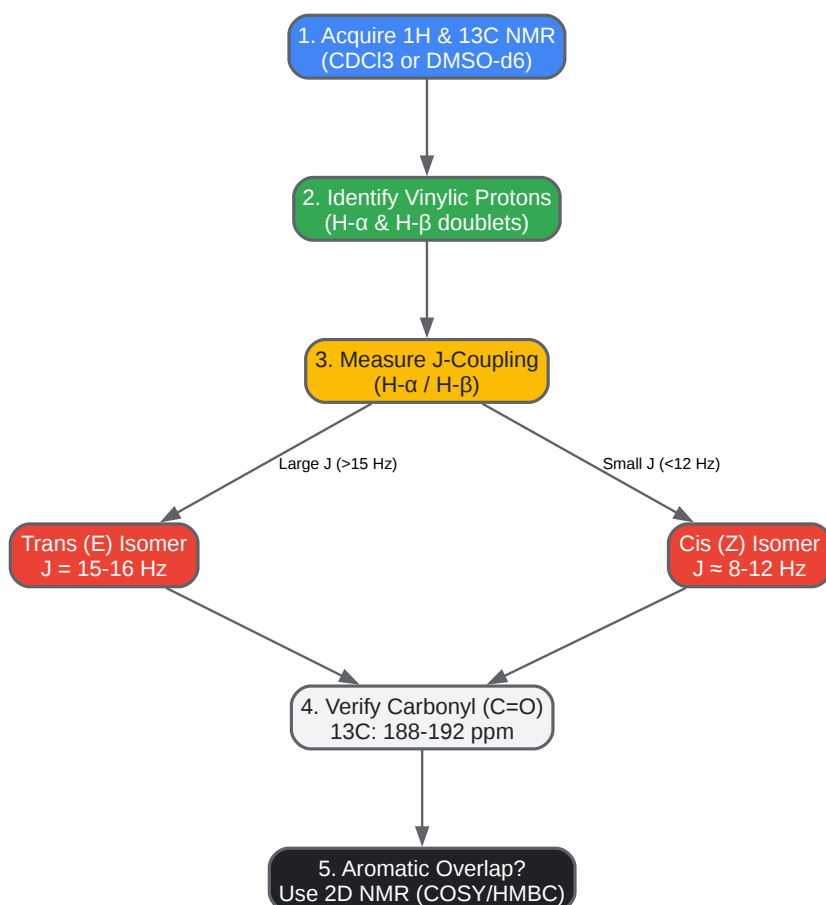 1. Acquire 1H & 13C NMR
(CDCl3 or DMSO-d6)
2. Identify Vinylic Protons
(H-α & H-β doublets)
3. Measure J-Coupling
(H-α / H-β)
Large J (>15 Hz)
Small J (<12 Hz)
Trans (E) Isomer
J = 15-16 Hz
Cis (Z) Isomer
J ≈ 8-12 Hz
4. Verify Carbonyl (C=O)
13C: 188-192 ppm
5. Aromatic Overlap?
Use 2D NMR (COSY/HMBC)